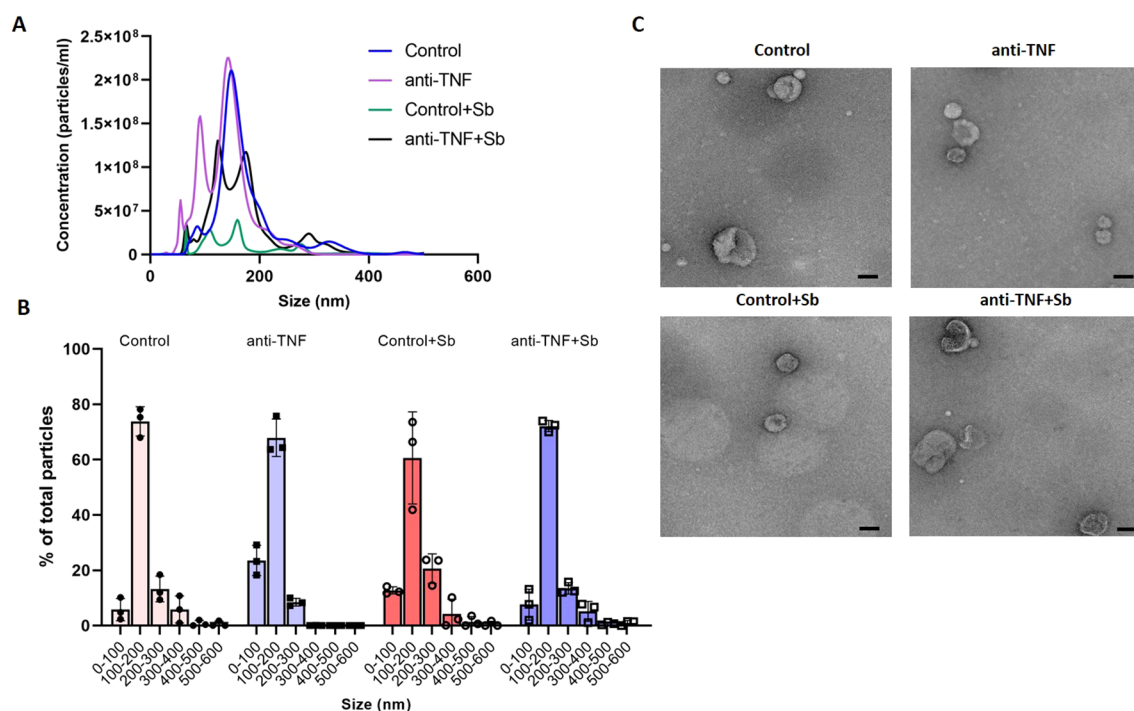 A
2.5×10⁸
2.0×10⁸
1.5×10⁸
1.0×10⁸
5×10⁷
0
Concentration (particles/ml)
0 200 400 600
Size (nm)
Control
anti-TNF
Control+Sb
anti-TNF+Sb
B
Control anti-TNF Control+Sb anti-TNF+Sb
100
80
60
40
20
0
% of total particles
0-100 100-200 200-300 300-400 400-500 500-600 0-100 100-200 200-300 300-400 400-500 500-600 0-100 100-200 200-300 300-400 400-500 500-600 0-100 100-200 200-300 300-400 400-500 500-600
Size (nm)
C
Control anti-TNF
Control+Sb anti-TNF+Sb